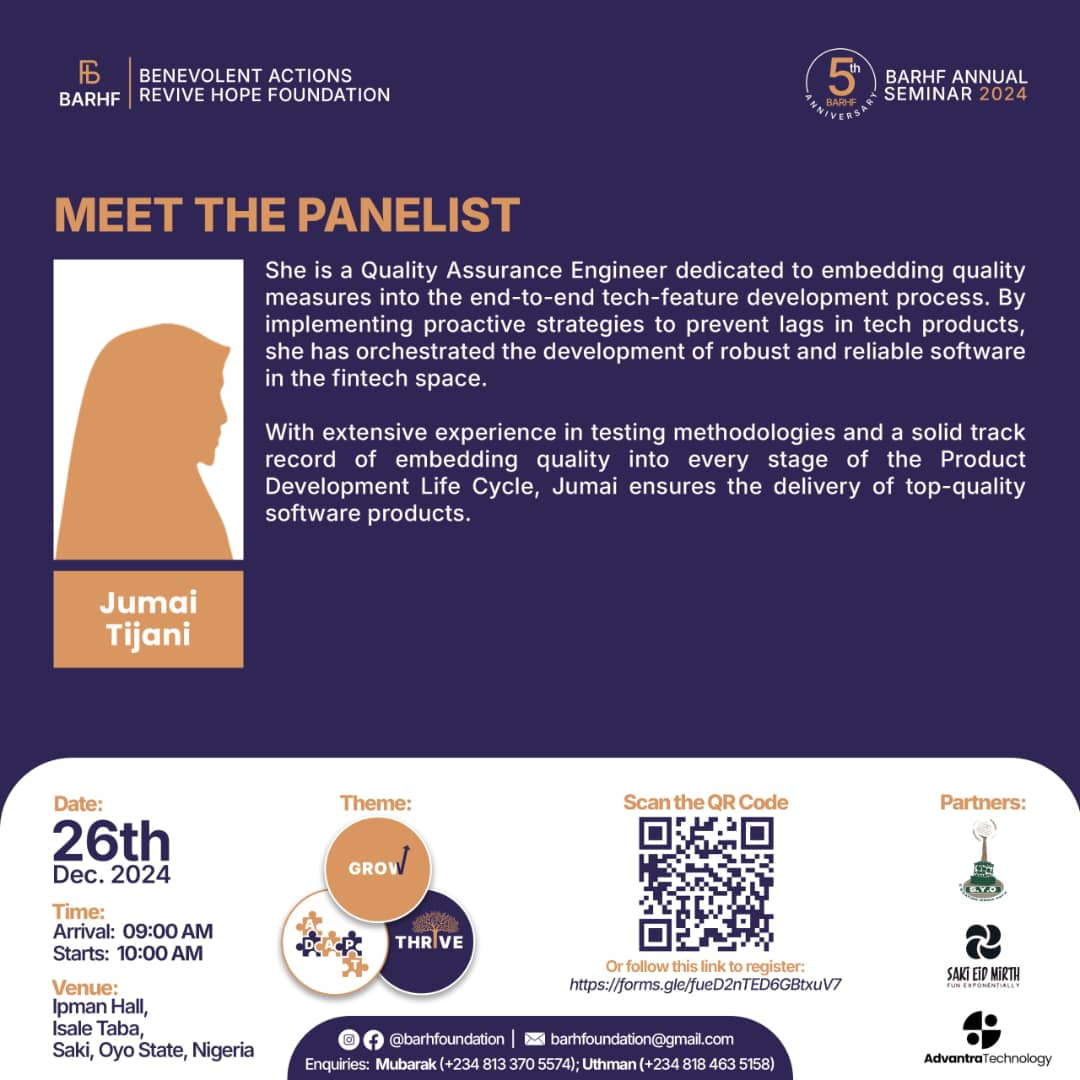 BARHF
BENEVOLENT ACTIONS
REVIVE HOPE FOUNDATION
5th
BARHF
ANNIVERSARY
BARHF ANNUAL
SEMINAR 2024
MEET THE PANELIST
She is a Quality Assurance Engineer dedicated to embedding quality
measures into the end-to-end tech-feature development process. By
implementing proactive strategies to prevent lags in tech products,
she has orchestrated the development of robust and reliable software
in the fintech space.
With extensive experience in testing methodologies and a solid track
record of embedding quality into every stage of the Product
Development Life Cycle, Jumai ensures the delivery of top-quality
software products.
Jumai
Tijani
Date:
26th
Dec. 2024
Time:
Arrival: 09:00 AM
Starts: 10:00 AM
Venue:
Ipman Hall,
Isale Taba,
Saki, Oyo State, Nigeria
Theme:
GROW
ADAPT
THRIVE
Scan the QR Code
Or follow this link to register:
https://forms.gle/fueD2nTED6GBtxuV7
Partners:
S.Y.O
SAKI EID MIRTH
FUN EXPONENTIALLY
AdvantraTechnology
@barhfoundation | barhfoundation@gmail.com
Enquiries: Mubarak (+234 813 370 5574); Uthman (+234 818 463 5158)